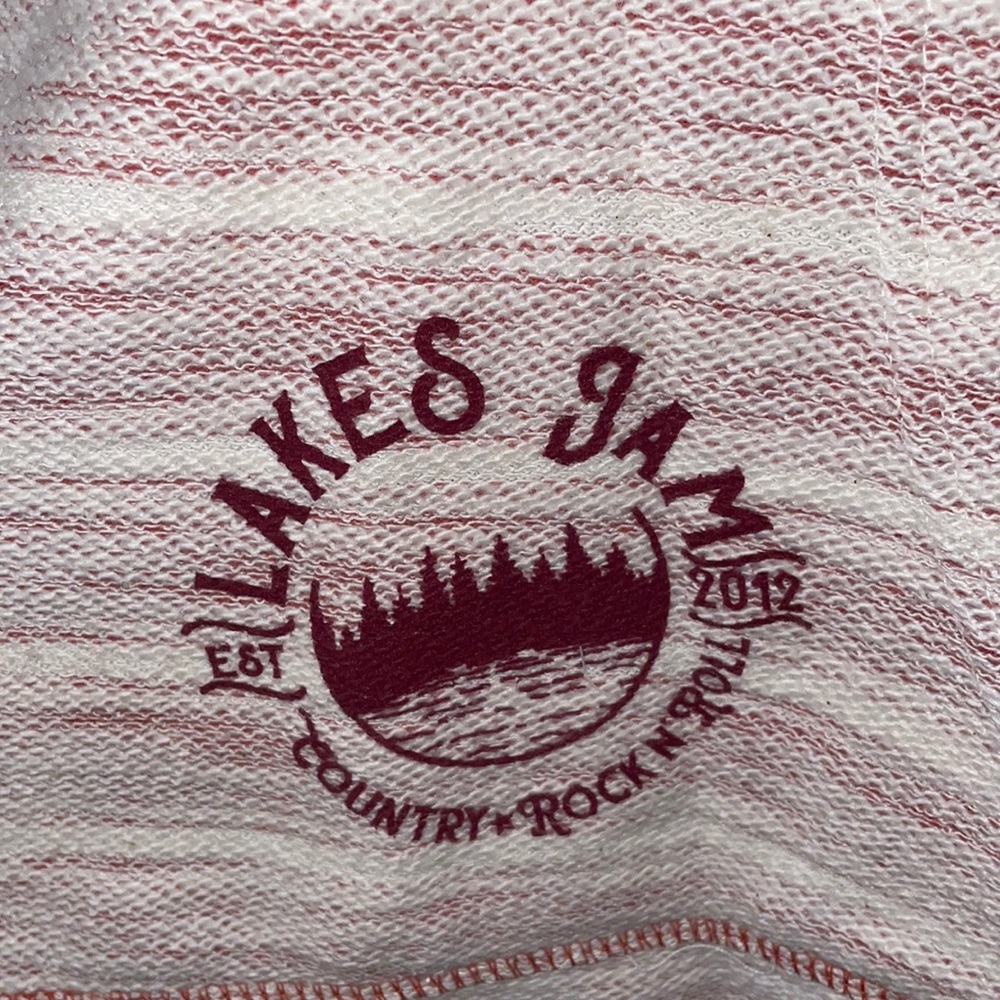 LAKES JAM
EST
2012
COUNTRY★ROCK N' ROLL